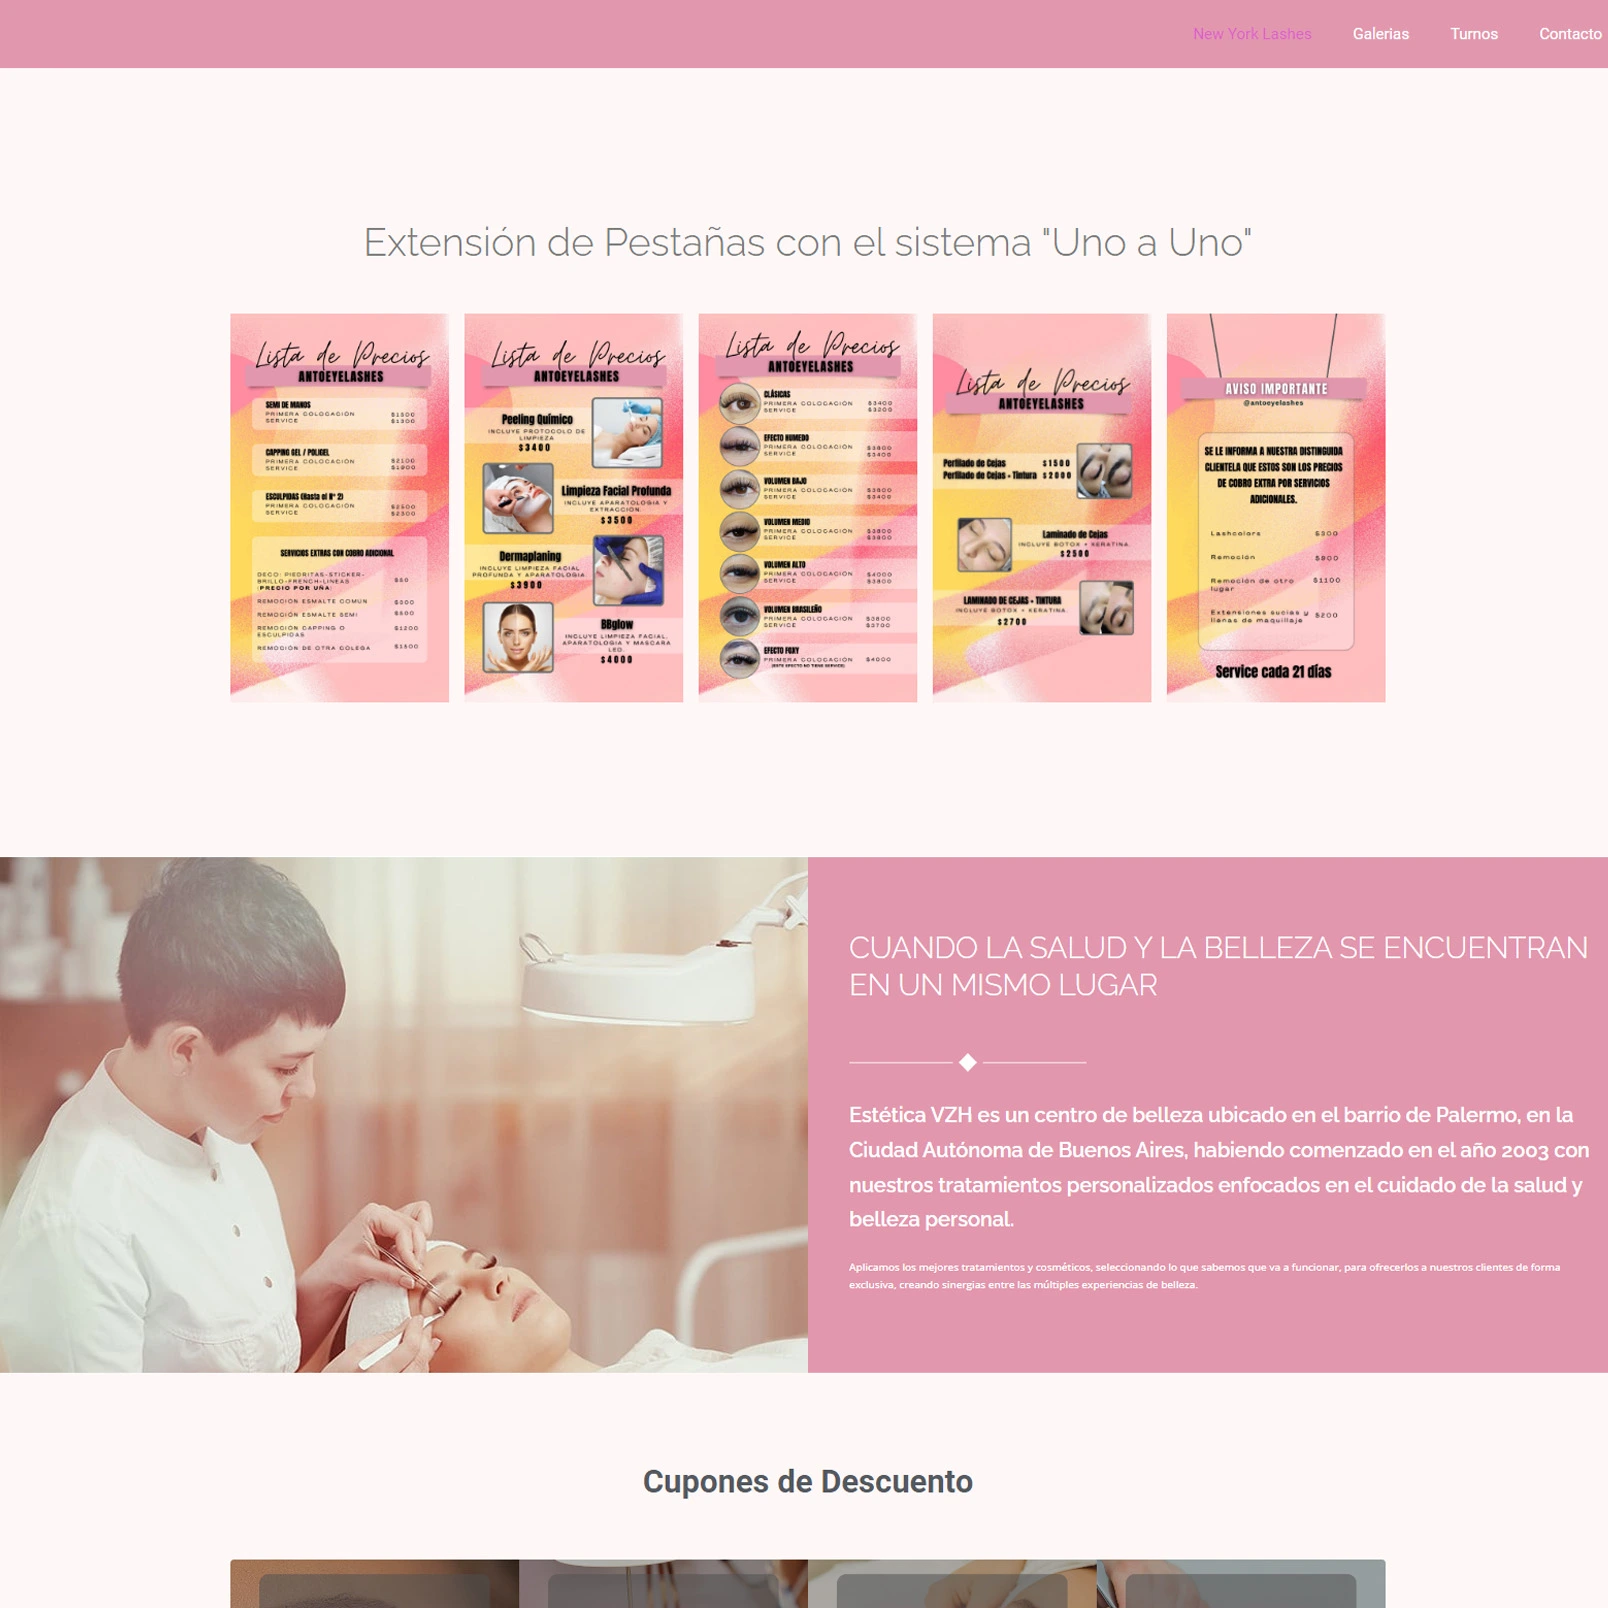 New York Lashes
Galerias
Turnos
Contacto
Extensión de Pestañas con el sistema "Uno a Uno"
Lista de Precios
ANTOEYELASHES
SEMI DE MANOS
PRIMERA COLOCACIÓN $1500
SERVICE $1300
CAPPING GEL / POLIGEL
PRIMERA COLOCACIÓN $2100
SERVICE $1900
ESCULPIDAS (Hasta el Nº 2)
PRIMERA COLOCACIÓN $2500
SERVICE $2300
SERVICIOS EXTRAS CON COBRO ADICIONAL
DECO: PIEDRITAS-STICKER-
BRILLO-FRENCH-LINEAS
(PRECIO POR UÑA)
REMOCIÓN ESMALTE COMUN
REMOCIÓN ESMALTE SEMI
REMOCIÓN CAPPING O $1200
ESCULPIDAS
REMOCIÓN DE OTRA COLEGA $1500
Lista de Precios
ANTOEYELASHES
Peeling Químico
INCLUYE PROTOCOLO DE
LIMPIEZA
$3400
Limpieza Facial Profunda
INCLUYE APARATOLOGIA Y
EXTRACCIÓN.
$3500
Dermaplaning
INCLUYE LIMPIEZA FACIAL
PROFUNDA Y APARATOLOGIA.
$3900
BBglow
INCLUYE LIMPIEZA FACIAL,
APARATOLOGIA Y MASCARA
LED.
$4000
Lista de Precios
ANTOEYELASHES
CLÁSICAS
PRIMERA COLOCACIÓN $3400
SERVICE $3200
EFECTO HUMEDO
PRIMERA COLOCACIÓN
SERVICE $3400
VOLUMEN BAJO
PRIMERA COLOCACIÓN
SERVICE $3400
VOLUMEN MEDIO
PRIMERA COLOCACIÓN
SERVICE
VOLUMEN ALTO
PRIMERA COLOCACIÓN $4000
SERVICE
VOLUMEN BRASILEÑO
PRIMERA COLOCACIÓN
SERVICE $3700
EFECTO FOXY
PRIMERA COLOCACIÓN $4000
(ESTE EFECTO NO TIENE SERVICE)
Lista de Precios
ANTOEYELASHES
Perfilado de Cejas $1500
Perfilado de Cejas + Tintura $2000
Laminado de Cejas
INCLUYE BOTOX + KERATINA.
$2500
LAMINADO DE CEJAS + TINTURA
INCLUYE BOTOX + KERATINA.
$2700
AVISO IMPORTANTE
@antoeyelashes
SE LE INFORMA A NUESTRA DISTINGUIDA
CLIENTELA QUE ESTOS SON LOS PRECIOS
DE COBRO EXTRA POR SERVICIOS
ADICIONALES.
Lashcolors $300
Remoción $900
Remoción de otro $1100
lugar
Extensiones sucias y $200
llenas de maquillaje
Service cada 21 días
CUANDO LA SALUD Y LA BELLEZA SE ENCUENTRAN
EN UN MISMO LUGAR
Estética VZH es un centro de belleza ubicado en el barrio de Palermo, en la
Ciudad Autónoma de Buenos Aires, habiendo comenzado en el año 2003 con
nuestros tratamientos personalizados enfocados en el cuidado de la salud y
belleza personal.
Aplicamos los mejores tratamientos y cosméticos, seleccionando lo que sabemos que va a funcionar, para ofrecerlos a nuestros clientes de forma
exclusiva, creando sinergias entre las múltiples experiencias de belleza.
Cupones de Descuento